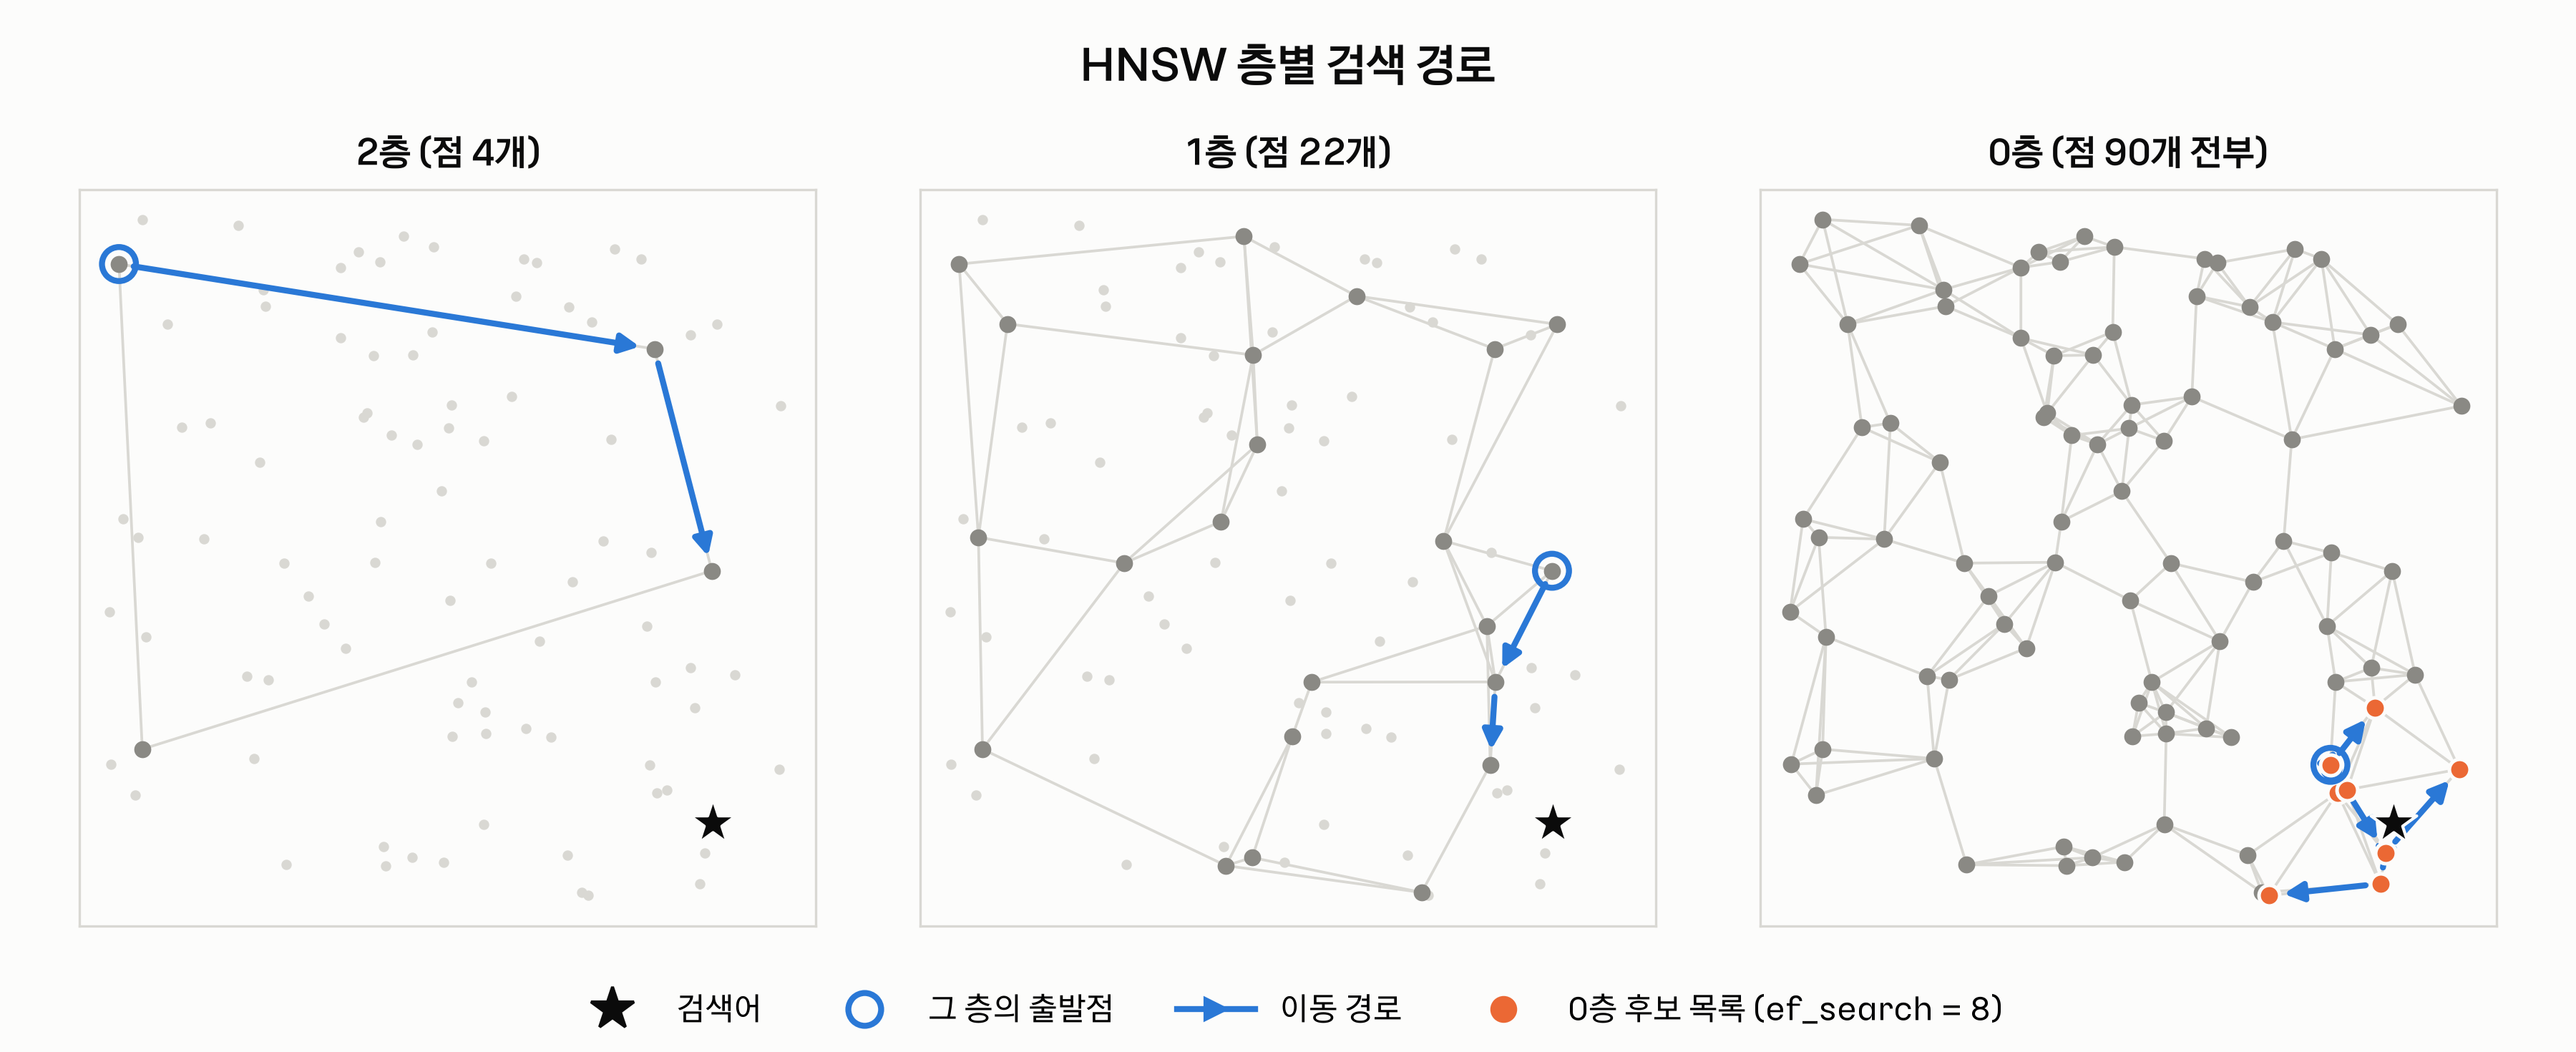 HNSW 층별 검색 경로
2층 (점 4개)
1층 (점 22개)
0층 (점 90개 전부)
검색어
그 층의 출발점
이동 경로
0층 후보 목록 (ef_search = 8)